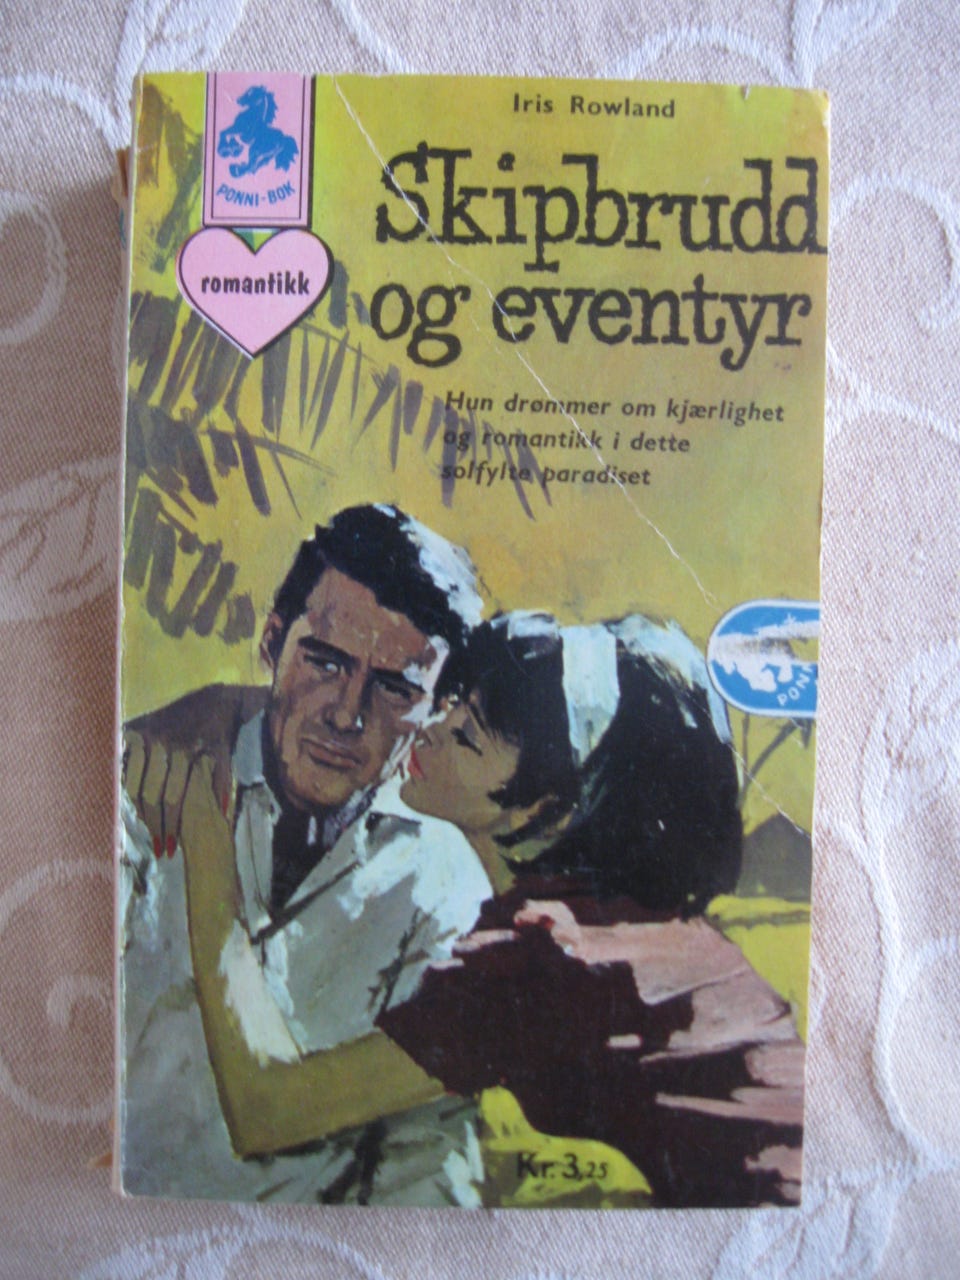 Iris Rowland
PONNI-BOK
romantikk
Skipbrudd
og eventyr
Hun drømmer om kjærlighet
og romantikk i dette
solfylte paradiset
PONNI
Kr. 3,25